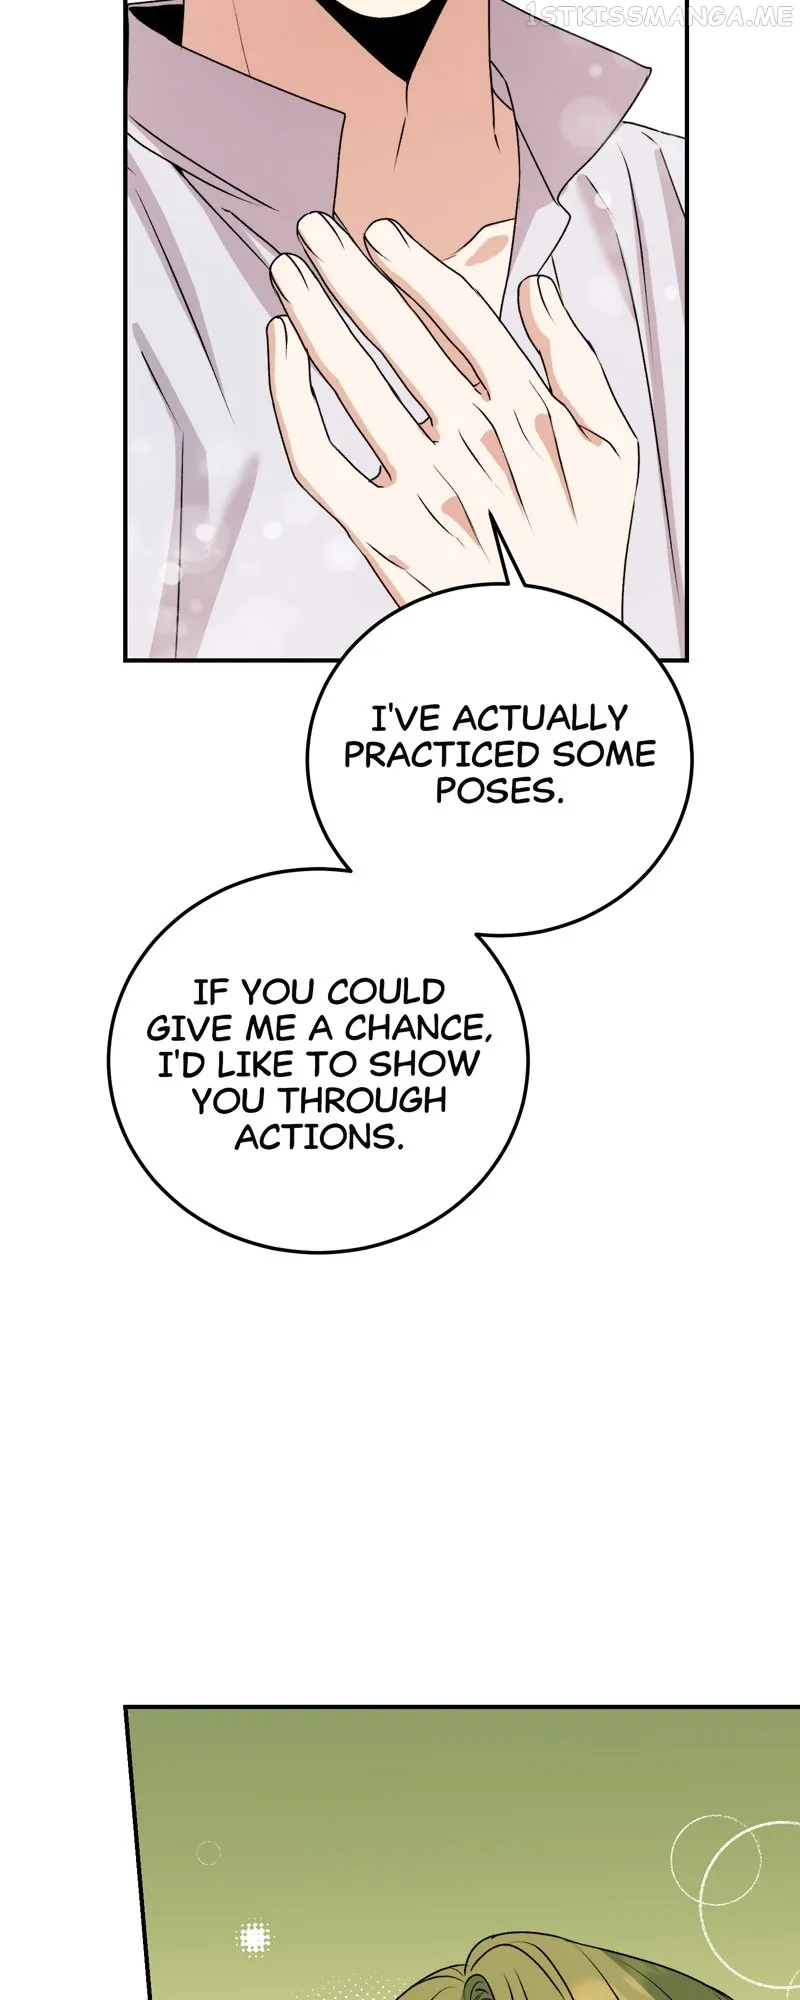 1STKISSMANGA.ME
I'VE ACTUALLY
PRACTICED SOME
POSES.
IF YOU COULD
GIVE ME A CHANCE,
I'D LIKE TO SHOW
YOU THROUGH
ACTIONS.